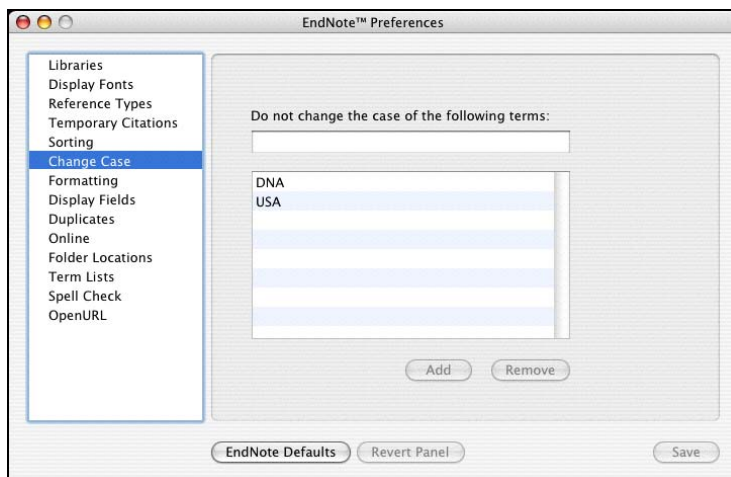 EndNote™ Preferences
Libraries
Display Fonts
Reference Types
Temporary Citations
Sorting
Change Case
Formatting
Display Fields
Duplicates
Online
Folder Locations
Term Lists
Spell Check
OpenURL
Do not change the case of the following terms:
DNA
USA
Add Remove
EndNote Defaults Revert Panel Save